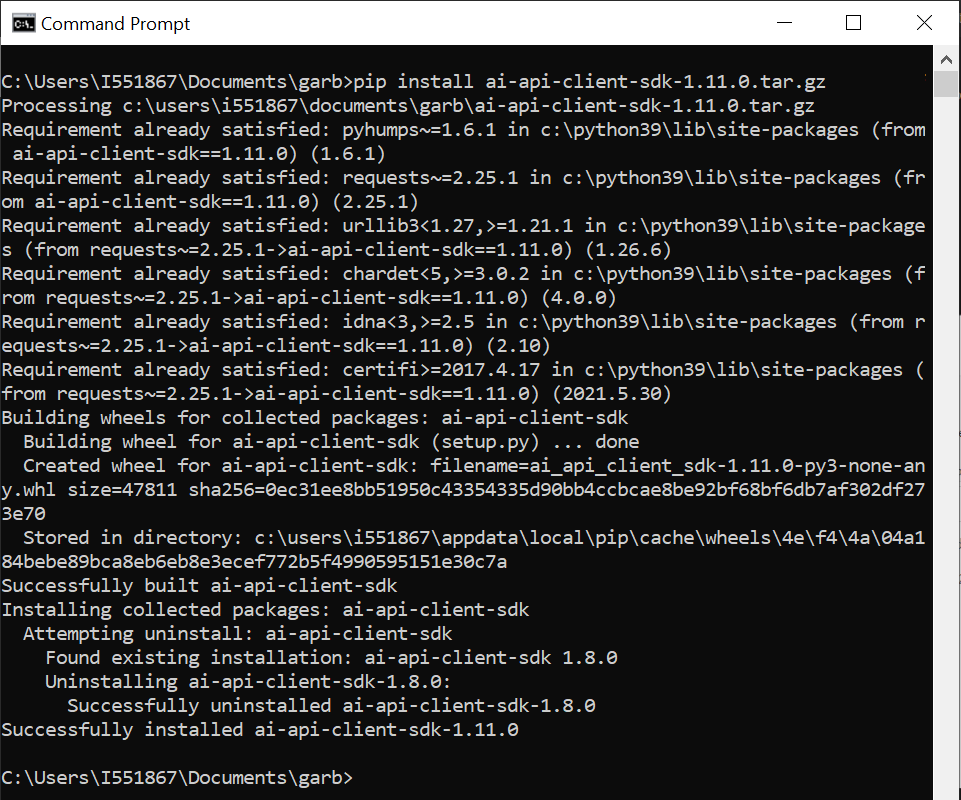 Command Prompt
C:\Users\I551867\Documents\garb>pip install ai-api-client-sdk-1.11.0.tar.gz
Processing c:\users\i551867\documents\garb\ai-api-client-sdk-1.11.0.tar.gz
Requirement already satisfied: pyhumps~=1.6.1 in c:\python39\lib\site-packages (from
 ai-api-client-sdk==1.11.0) (1.6.1)
Requirement already satisfied: requests~=2.25.1 in c:\python39\lib\site-packages (fr
om ai-api-client-sdk==1.11.0) (2.25.1)
Requirement already satisfied: urllib3<1.27,>=1.21.1 in c:\python39\lib\site-package
s (from requests~=2.25.1->ai-api-client-sdk==1.11.0) (1.26.6)
Requirement already satisfied: chardet<5,>=3.0.2 in c:\python39\lib\site-packages (f
rom requests~=2.25.1->ai-api-client-sdk==1.11.0) (4.0.0)
Requirement already satisfied: idna<3,>=2.5 in c:\python39\lib\site-packages (from r
equests~=2.25.1->ai-api-client-sdk==1.11.0) (2.10)
Requirement already satisfied: certifi>=2017.4.17 in c:\python39\lib\site-packages (
from requests~=2.25.1->ai-api-client-sdk==1.11.0) (2021.5.30)
Building wheels for collected packages: ai-api-client-sdk
  Building wheel for ai-api-client-sdk (setup.py) ... done
  Created wheel for ai-api-client-sdk: filename=ai_api_client_sdk-1.11.0-py3-none-an
y.whl size=47811 sha256=0ec31ee8bb51950c43354335d90bb4ccbcae8be92bf68bf6db7af302df27
3e70
  Stored in directory: c:\users\i551867\appdata\local\pip\cache\wheels\4e\f4\4a\04a1
84bebe89bca8eb6eb8e3ecef772b5f4990595151e30c7a
Successfully built ai-api-client-sdk
Installing collected packages: ai-api-client-sdk
  Attempting uninstall: ai-api-client-sdk
    Found existing installation: ai-api-client-sdk 1.8.0
    Uninstalling ai-api-client-sdk-1.8.0:
      Successfully uninstalled ai-api-client-sdk-1.8.0
Successfully installed ai-api-client-sdk-1.11.0
C:\Users\I551867\Documents\garb>